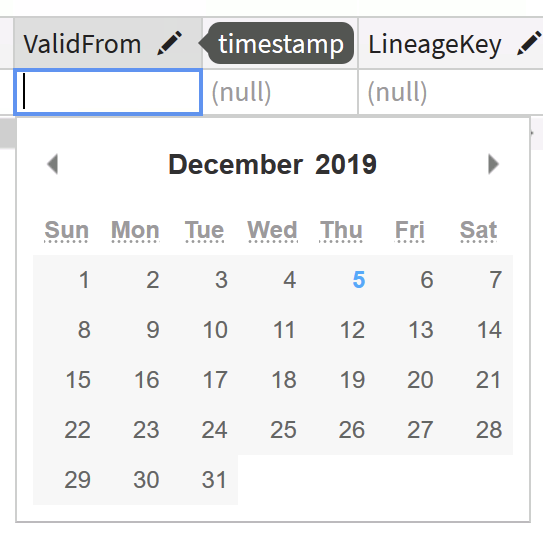 ValidFrom timestamp LineageKey
(null) (null)
December 2019
Sun Mon Tue Wed Thu Fri Sat
1 2 3 4 5 6 7
8 9 10 11 12 13 14
15 16 17 18 19 20 21
22 23 24 25 26 27 28
29 30 31